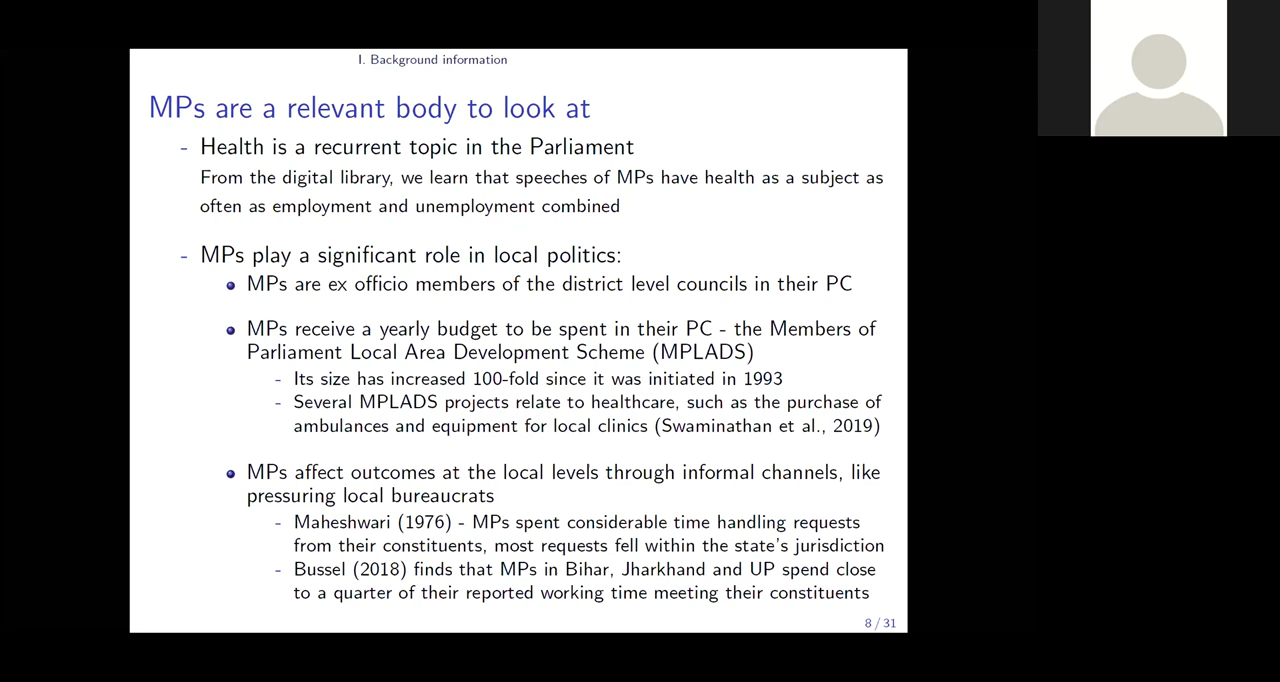 I. Background information
MPs are a relevant body to look at
- Health is a recurrent topic in the Parliament
From the digital library, we learn that speeches of MPs have health as a subject as
often as employment and unemployment combined
- MPs play a significant role in local politics:
MPs are ex officio members of the district level councils in their PC
MPs receive a yearly budget to be spent in their PC - the Members of
Parliament Local Area Development Scheme (MPLADS)
- Its size has increased 100-fold since it was initiated in 1993
- Several MPLADS projects relate to healthcare, such as the purchase of
ambulances and equipment for local clinics (Swaminathan et al., 2019)
MPs affect outcomes at the local levels through informal channels, like
pressuring local bureaucrats
- Maheshwari (1976) - MPs spent considerable time handling requests
from their constituents, most requests fell within the state's jurisdiction
- Bussel (2018) finds that MPs in Bihar, Jharkhand and UP spend close
to a quarter of their reported working time meeting their constituents
8 / 31